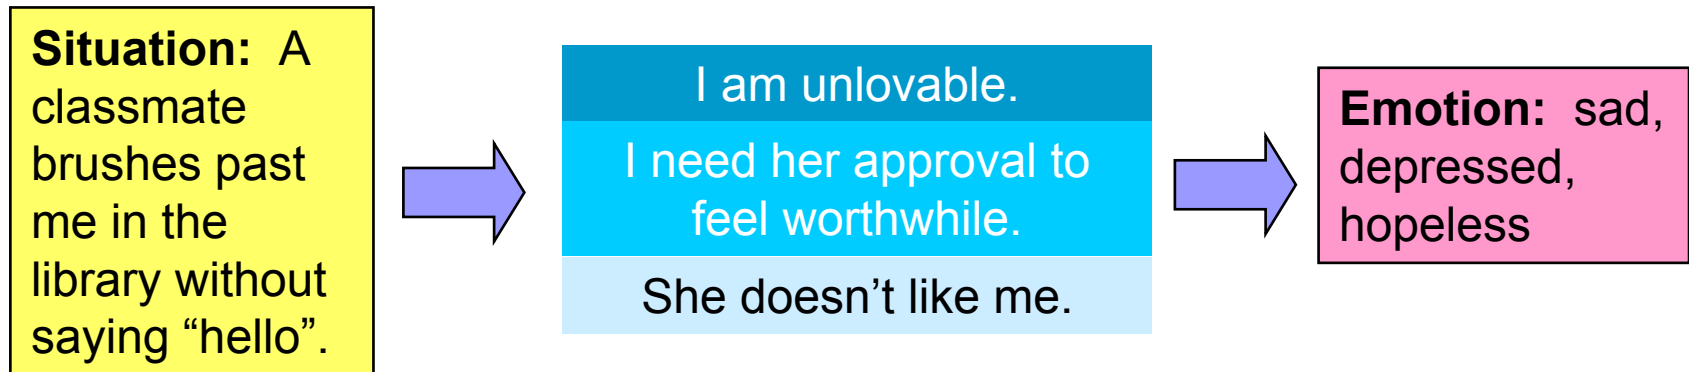 Situation: A
classmate
brushes past
me in the
library without
saying “hello”.
I am unlovable.
I need her approval to
feel worthwhile.
She doesn’t like me.
Emotion: sad,
depressed,
hopeless